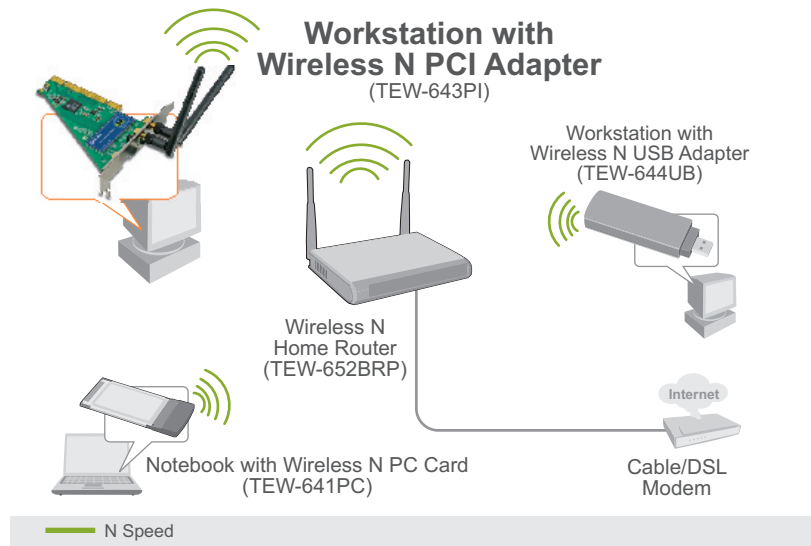 Workstation with
Wireless N PCI Adapter
(TEW-643PI)
Workstation with
Wireless N USB Adapter
(TEW-644UB)
Wireless N
Home Router
(TEW-652BRP)
Internet
Notebook with Wireless N PC Card
(TEW-641PC)
Cable/DSL
Modem
N Speed